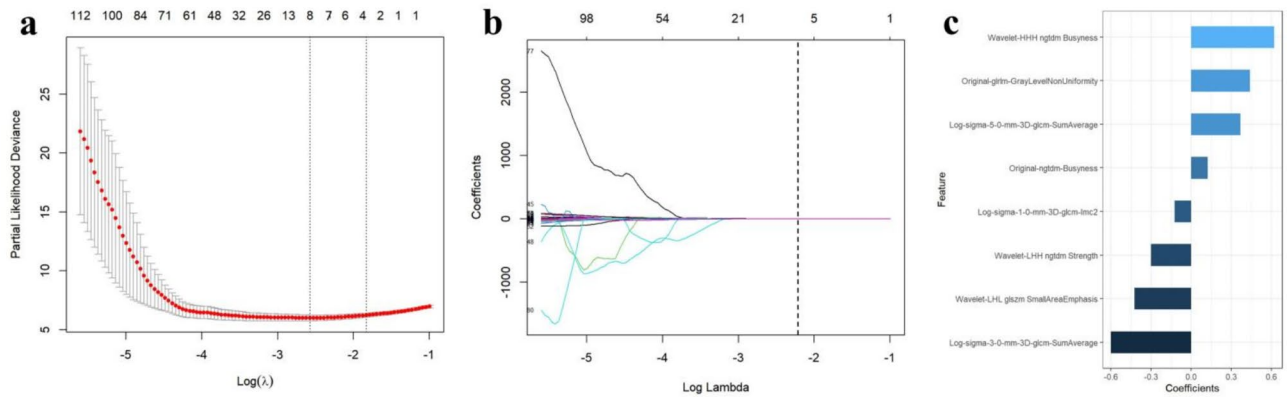 a
112 100 84 71 61 48 32 26 13 8 7 6 4 2 1 1
Partial Likelihood Deviance
25
20
15
10
5
-5 -4 -3 -2 -1
Log(λ)
b
98 54 21 5 1
Coefficients
2000
1000
0
-1000
77
45
48
80
-5 -4 -3 -2 -1
Log Lambda
c
Feature
Wavelet-HHH ngtdm Busyness
Original-glrlm-GrayLevelNonUniformity
Log-sigma-5-0-mm-3D-glcm-SumAverage
Original-ngtdm-Busyness
Log-sigma-1-0-mm-3D-glcm-Imc2
Wavelet-LHH ngtdm Strength
Wavelet-LHL glszm SmallAreaEmphasis
Log-sigma-3-0-mm-3D-glcm-SumAverage
-0.6 -0.3 0.0 0.3 0.6
Coefficients